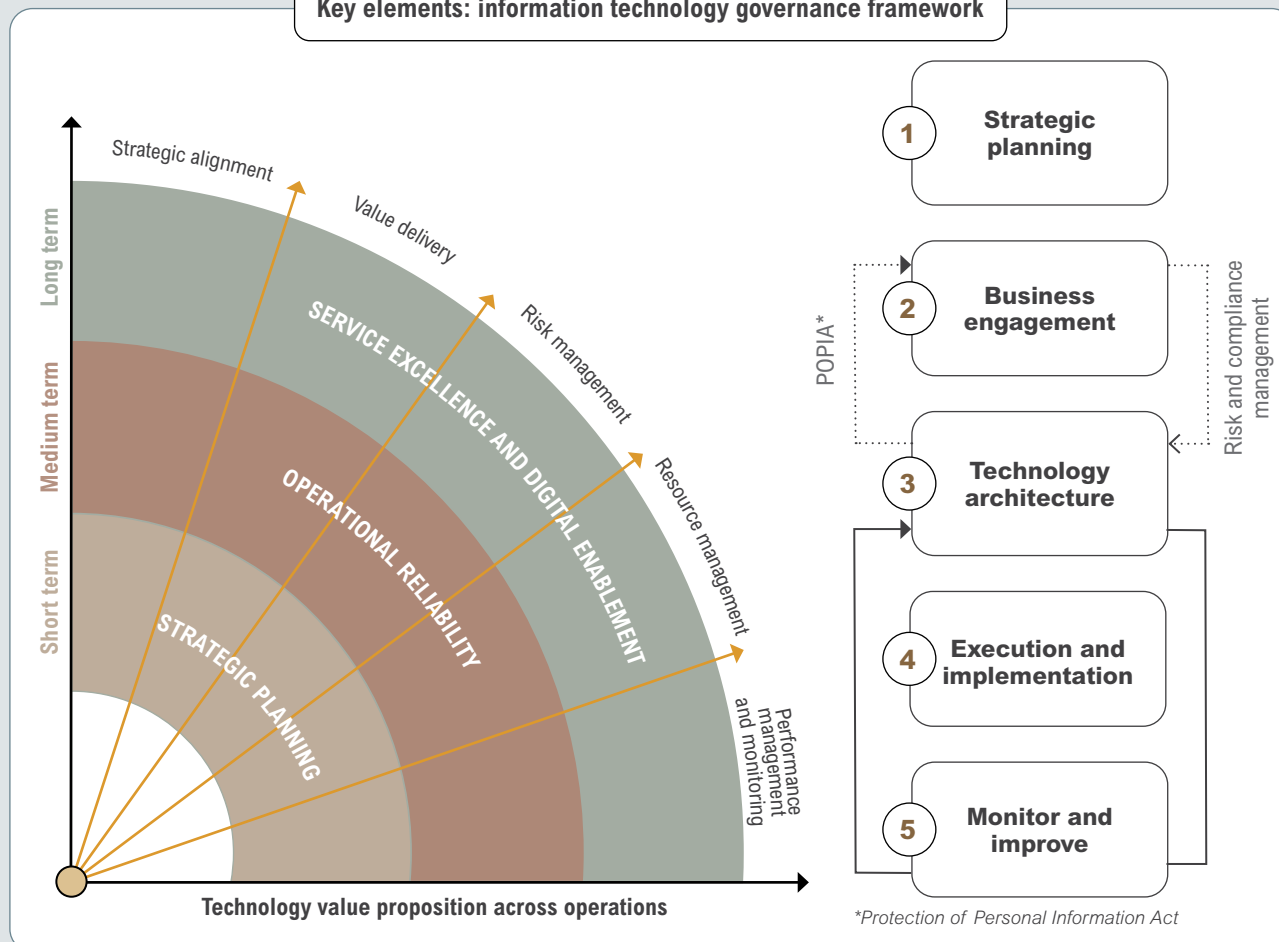 Key elements: information technology governance framework
Strategic alignment
Value delivery
Risk management
Resource management
Performance
management
and monitoring
Long term
Medium term
Short term
SERVICE EXCELLENCE AND DIGITAL ENABLEMENT
OPERATIONAL RELIABILITY
STRATEGIC PLANNING
Technology value proposition across operations
1
Strategic
planning
2
Business
engagement
POPIA*
Risk and compliance
management
3
Technology
architecture
4
Execution and
implementation
5
Monitor and
improve
*Protection of Personal Information Act